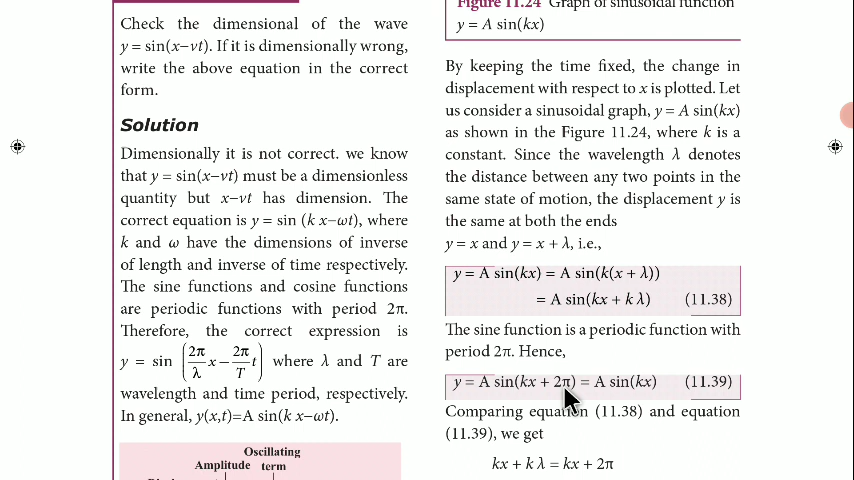 Check the dimensional of the wave
y = sin(x–vt). If it is dimensionally wrong,
write the above equation in the correct
form.
Solution
Dimensionally it is not correct. we know
that y = sin(x–vt) must be a dimensionless
quantity but x–vt has dimension. The
correct equation is y = sin (k x–ωt), where
k and ω have the dimensions of inverse
of length and inverse of time respectively.
The sine functions and cosine functions
are periodic functions with period 2π.
Therefore, the correct expression is
y = sin (2π/λ x – 2π/T t) where λ and T are
wavelength and time period, respectively.
In general, y(x,t)=A sin(k x–ωt).
Oscillating
Amplitude term
Figure 11.24 Graph of sinusoidal function
y = A sin(kx)
By keeping the time fixed, the change in
displacement with respect to x is plotted. Let
us consider a sinusoidal graph, y = A sin(kx)
as shown in the Figure 11.24, where k is a
constant. Since the wavelength λ denotes
the distance between any two points in the
same state of motion, the displacement y is
the same at both the ends
y = x and y = x + λ, i.e.,
y = A sin(kx) = A sin(k(x + λ))
= A sin(kx + k λ) (11.38)
The sine function is a periodic function with
period 2π. Hence,
y = A sin(kx + 2π) = A sin(kx) (11.39)
Comparing equation (11.38) and equation
(11.39), we get
kx + k λ = kx + 2π